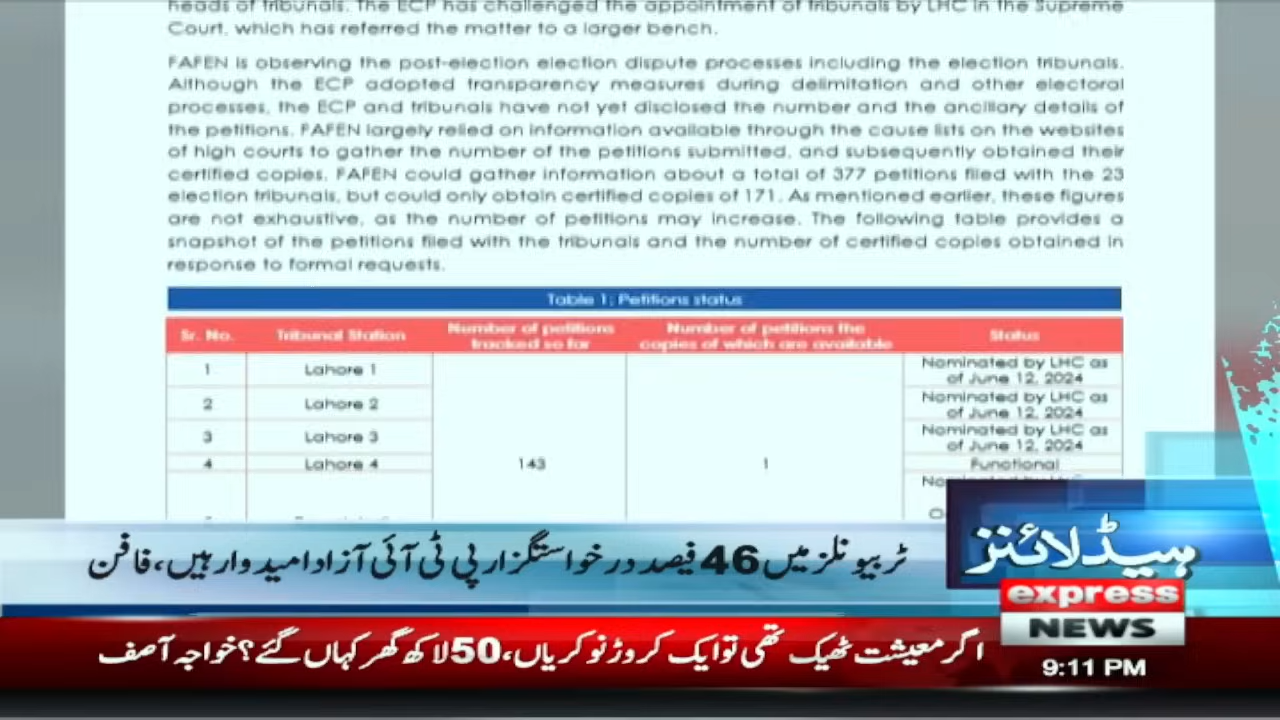 heads of tribunals. The ECP has challenged the appointment of tribunals by LHC in the Supreme
Court, which has referred the matter to a larger bench.
FAFEN is observing the post-election election dispute processes including the election tribunals.
Although the ECP adopted transparency measures during delimitation and other electoral
processes, the ECP and tribunals have not yet disclosed the number and the ancillary details of
the petitions. FAFEN largely relied on information available through the cause lists on the websites
of high courts to gather the number of the petitions submitted, and subsequently obtained their
certified copies. FAFEN could gather information about a total of 377 petitions filed with the 23
election tribunals, but could only obtain certified copies of 171. As mentioned earlier, these figures
are not exhaustive, as the number of petitions may increase. The following table provides a
snapshot of the petitions filed with the tribunals and the number of certified copies obtained in
response to formal requests.
Table 1: Petitions status
Sr. No. Tribunal Station Number of petitions tracked so far Number of petitions the copies of which are available Status
1 Lahore 1 Nominated by LHC as of June 12, 2024
2 Lahore 2 Nominated by LHC as of June 12, 2024
3 Lahore 3 Nominated by LHC as of June 12, 2024
4 Lahore 4 143 1 Functional
ہیڈلائنز
ٹریبونلز میں 46 فیصد درخواستگزار پی ٹی آئی آزاد امیدوار ہیں، فافن
express
NEWS
9:11 PM
اگر معیشت ٹھیک تھی تو ایک کروڑ نوکریاں، 50 لاکھ گھر کہاں گئے؟ خواجہ آصف